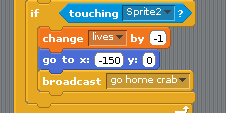 if touching Sprite2 ?
change lives by -1
go to x: -150 y: 0
broadcast go home crab